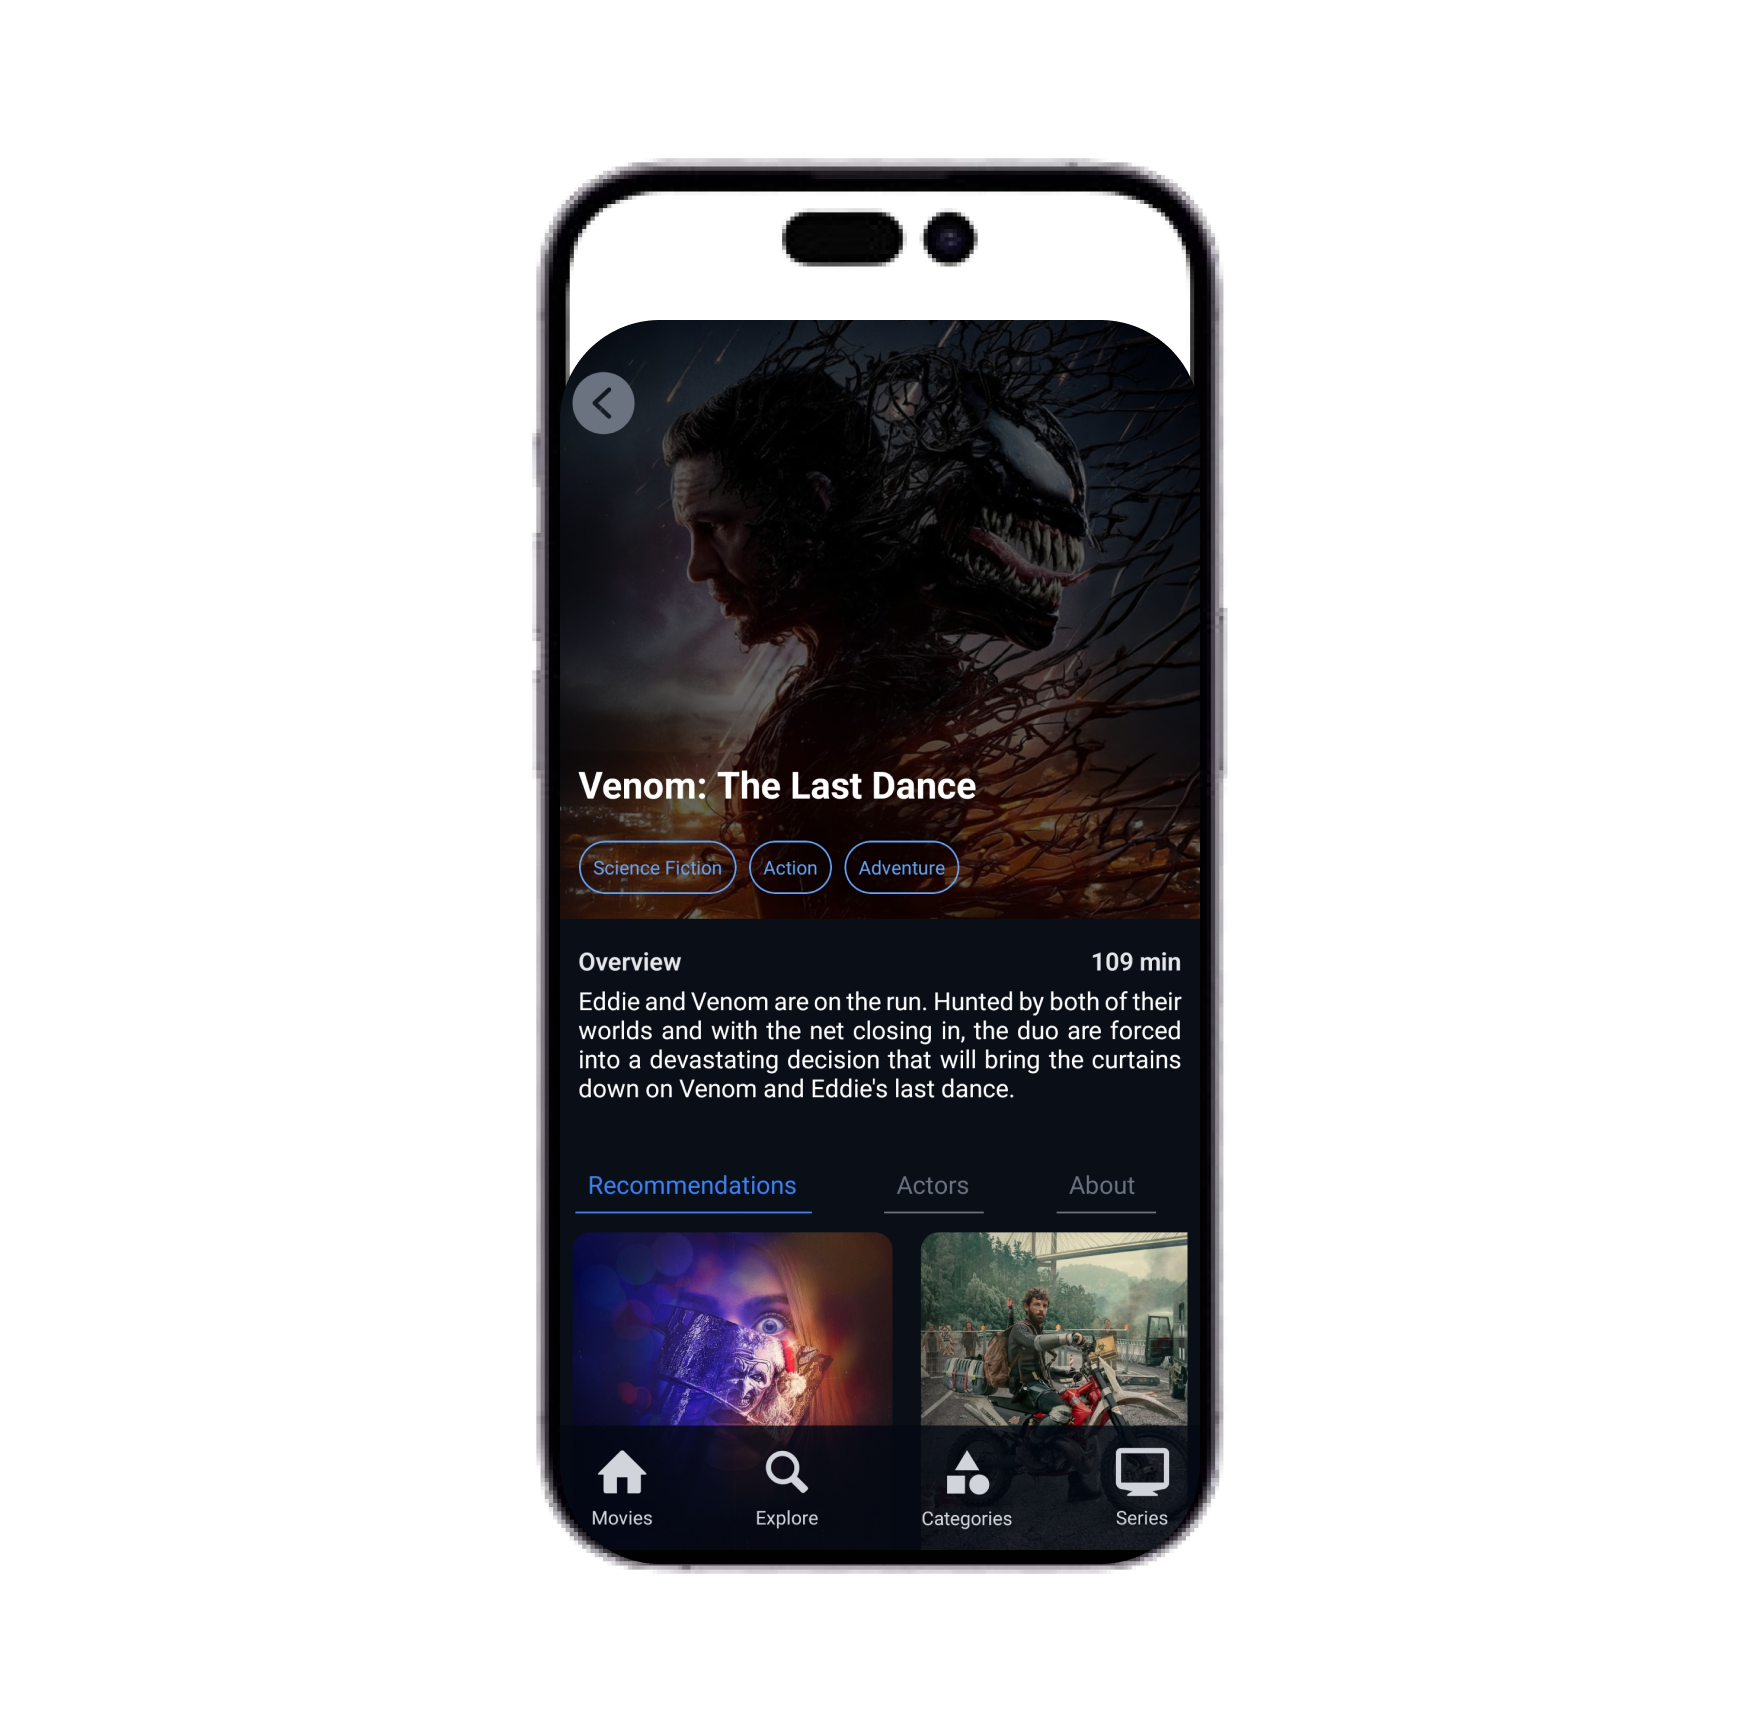 Venom: The Last Dance
Science Fiction Action Adventure
Overview 109 min
Eddie and Venom are on the run. Hunted by both of their
worlds and with the net closing in, the duo are forced
into a devastating decision that will bring the curtains
down on Venom and Eddie's last dance.
Recommendations Actors About
Movies Explore Categories Series